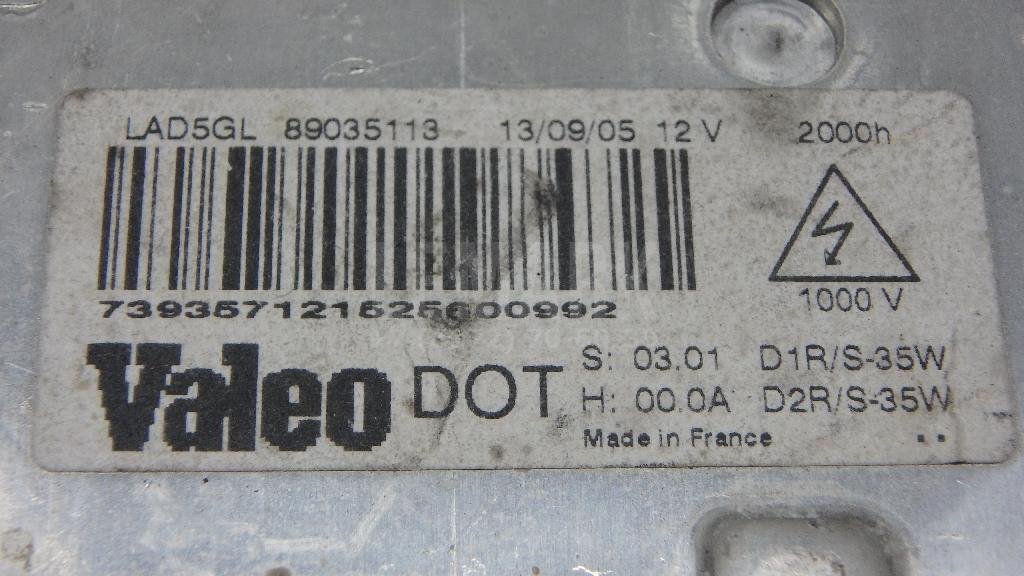 LAD5GL 89035113 13/09/05 12 V 2000h
1000 V
739357121525600992
Valeo DOT
S: 03.01 D1R/S-35W
H: 00.0A D2R/S-35W
Made in France